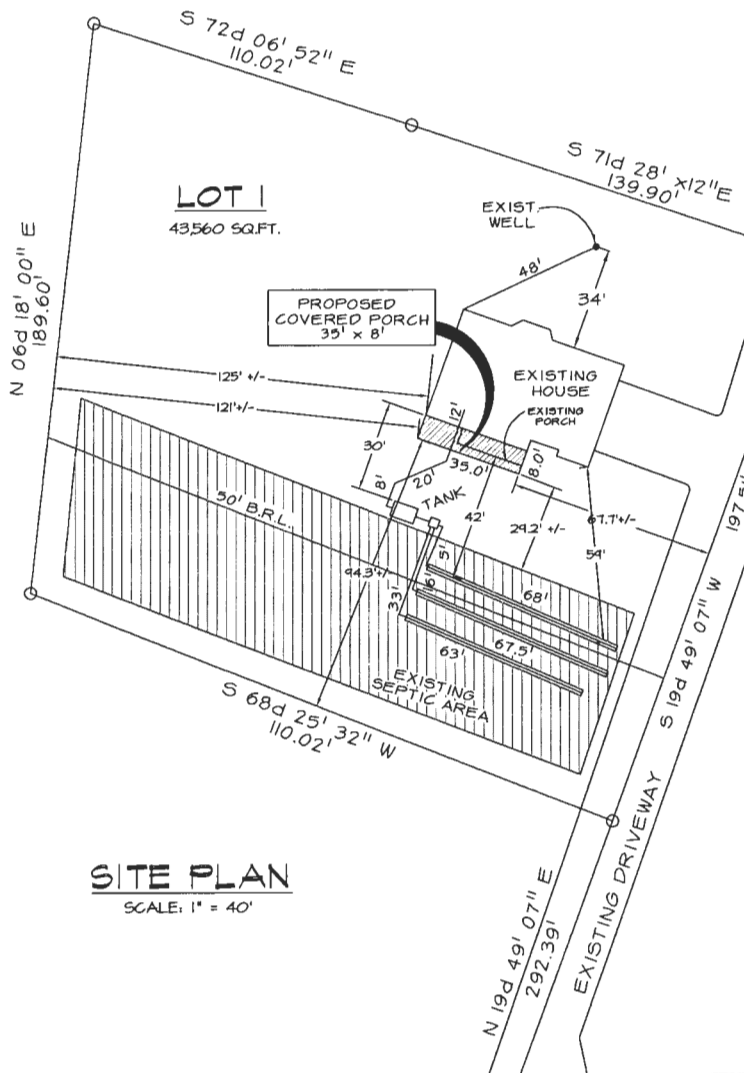 S 72d 06' 52" E
110.02'
S 71d 28' x12"E
139.90'
LOT 1
43,560 SQ.FT.
EXIST.
WELL
48'
34'
N 06d 18' 00" E
189.60'
PROPOSED
COVERED PORCH
35' x 8'
EXISTING
HOUSE
EXISTING
PORCH
125' +/-
121'+/-
12'
30'
35.0'
8.0'
8'
20'
TANK
42'
29.2' +/-
67.7'+/-
197.51'
50' B.R.L.
5'
59'
94.3'+/-
6'
33'
68'
67.5'
63'
EXISTING
SEPTIC AREA
S 19d 49' 07" W
S 68d 25' 32" W
110.02'
SITE PLAN
SCALE: 1" = 40'
N 19d 49' 07" E
292.39'
EXISTING DRIVEWAY